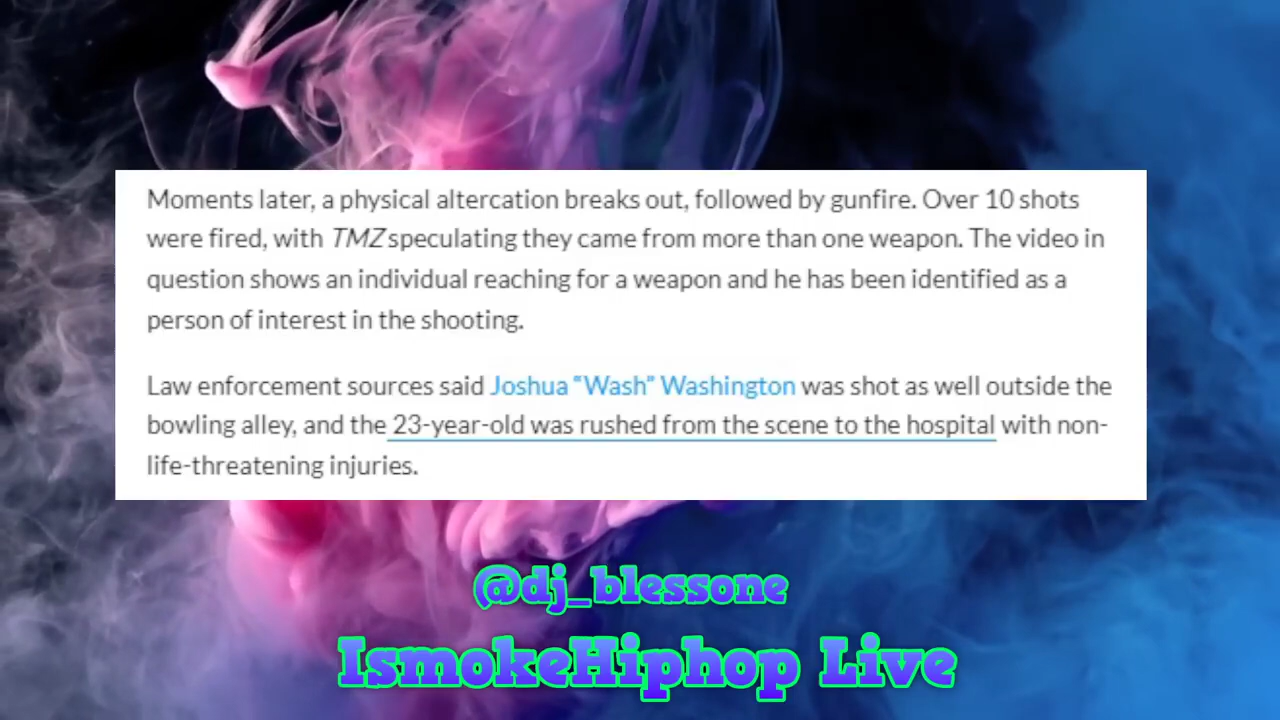 Moments later, a physical altercation breaks out, followed by gunfire. Over 10 shots
were fired, with TMZ speculating they came from more than one weapon. The video in
question shows an individual reaching for a weapon and he has been identified as a
person of interest in the shooting.
Law enforcement sources said Joshua "Wash" Washington was shot as well outside the
bowling alley, and the 23-year-old was rushed from the scene to the hospital with non-
life-threatening injuries.
@dj_blessone
IsmokeHiphop Live